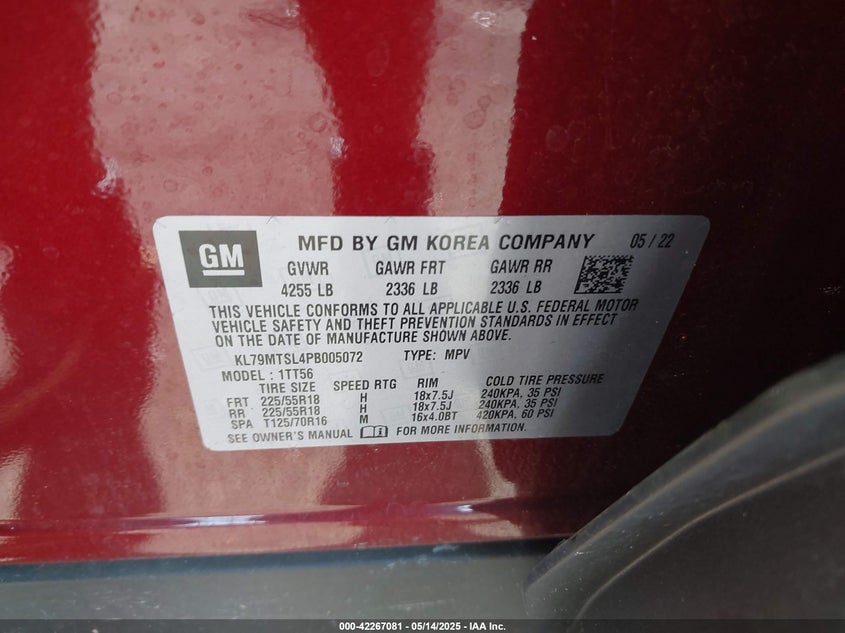 GM MFD BY GM KOREA COMPANY 05 / 22
GVWR GAWR FRT GAWR RR
4255 LB 2336 LB 2336 LB
THIS VEHICLE CONFORMS TO ALL APPLICABLE U.S. FEDERAL MOTOR
VEHICLE SAFETY AND THEFT PREVENTION STANDARDS IN EFFECT
ON THE DATE OF MANUFACTURE SHOWN ABOVE.
KL79MTSL4PB005072 TYPE: MPV
MODEL : 1TT56
TIRE SIZE SPEED RTG RIM COLD TIRE PRESSURE
FRT 225/55R18 H 18x7.5J 240KPA, 35 PSI
RR 225/55R18 H 18x7.5J 240KPA, 35 PSI
SPA T125/70R16 M 16x4.0BT 420KPA, 60 PSI
SEE OWNER'S MANUAL FOR MORE INFORMATION.
000-42267081 - 05/14/2025 - IAA Inc.